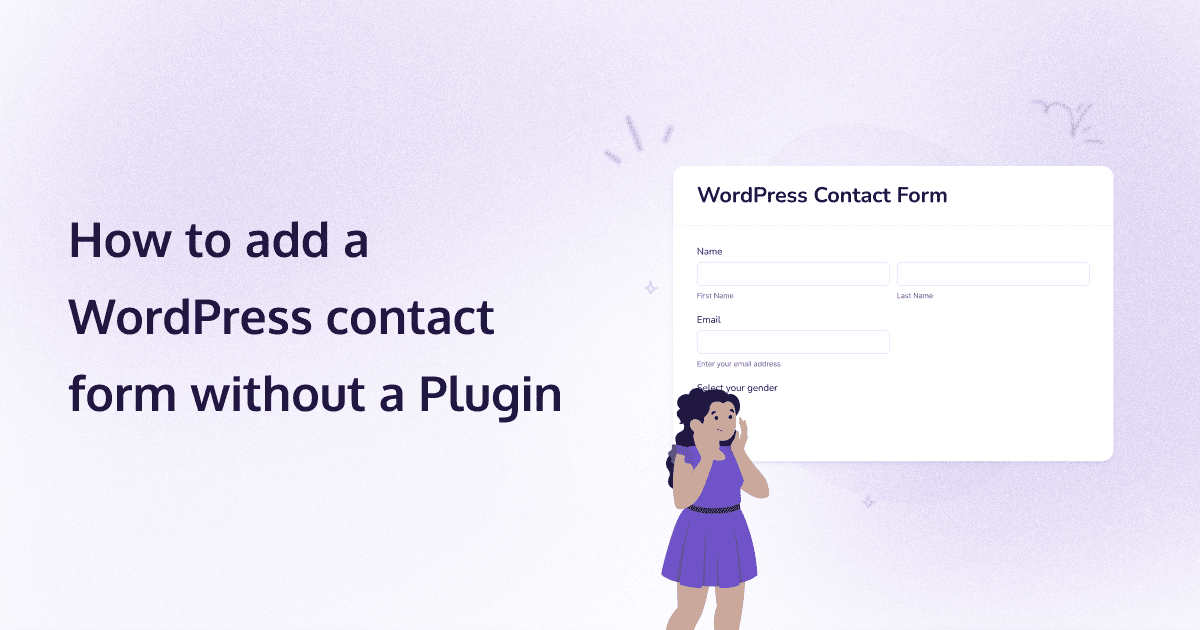 How to add a
WordPress contact
form without a Plugin
WordPress Contact Form
Name
First Name
Last Name
Email
Enter your email address
Select your gender